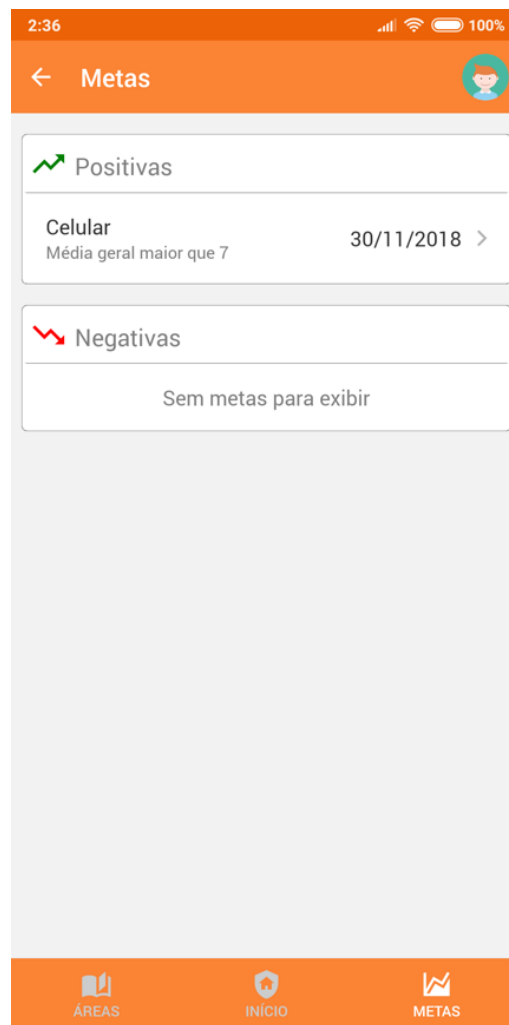 2:36 100%
Metas
Positivas
Celular
Média geral maior que 7
30/11/2018
Negativas
Sem metas para exibir
ÁREAS INÍCIO METAS